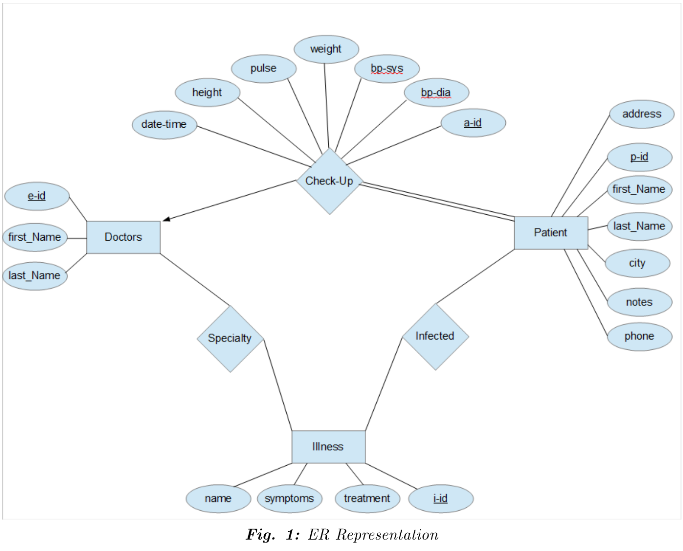 weight
pulse
bp-sys
height
bp-dia
date-time
a-id
address
Check-Up
p-id
e-id
first_Name
last_Name
first_Name
Doctors
Patient
last_Name
city
notes
Specialty
Infected
phone
Illness
name
symptoms
treatment
i-id
Fig. 1: ER Representation